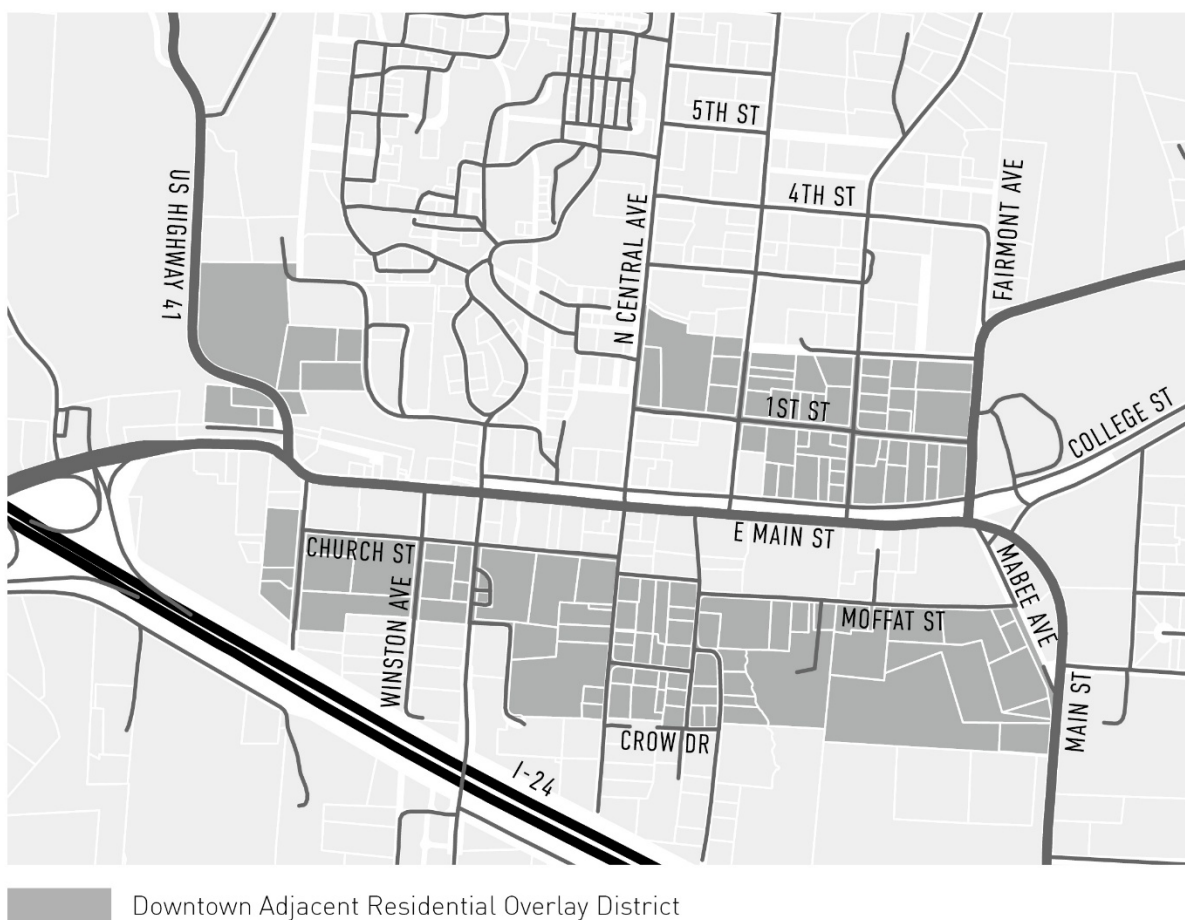 5TH ST
4TH ST
US HIGHWAY 41
N CENTRAL AVE
FAIRMONT AVE
1ST ST
COLLEGE ST
E MAIN ST
CHURCH ST
MABEE AVE
MOFFAT ST
WINSTON AVE
MAIN ST
CROW DR
I-24
Downtown Adjacent Residential Overlay District